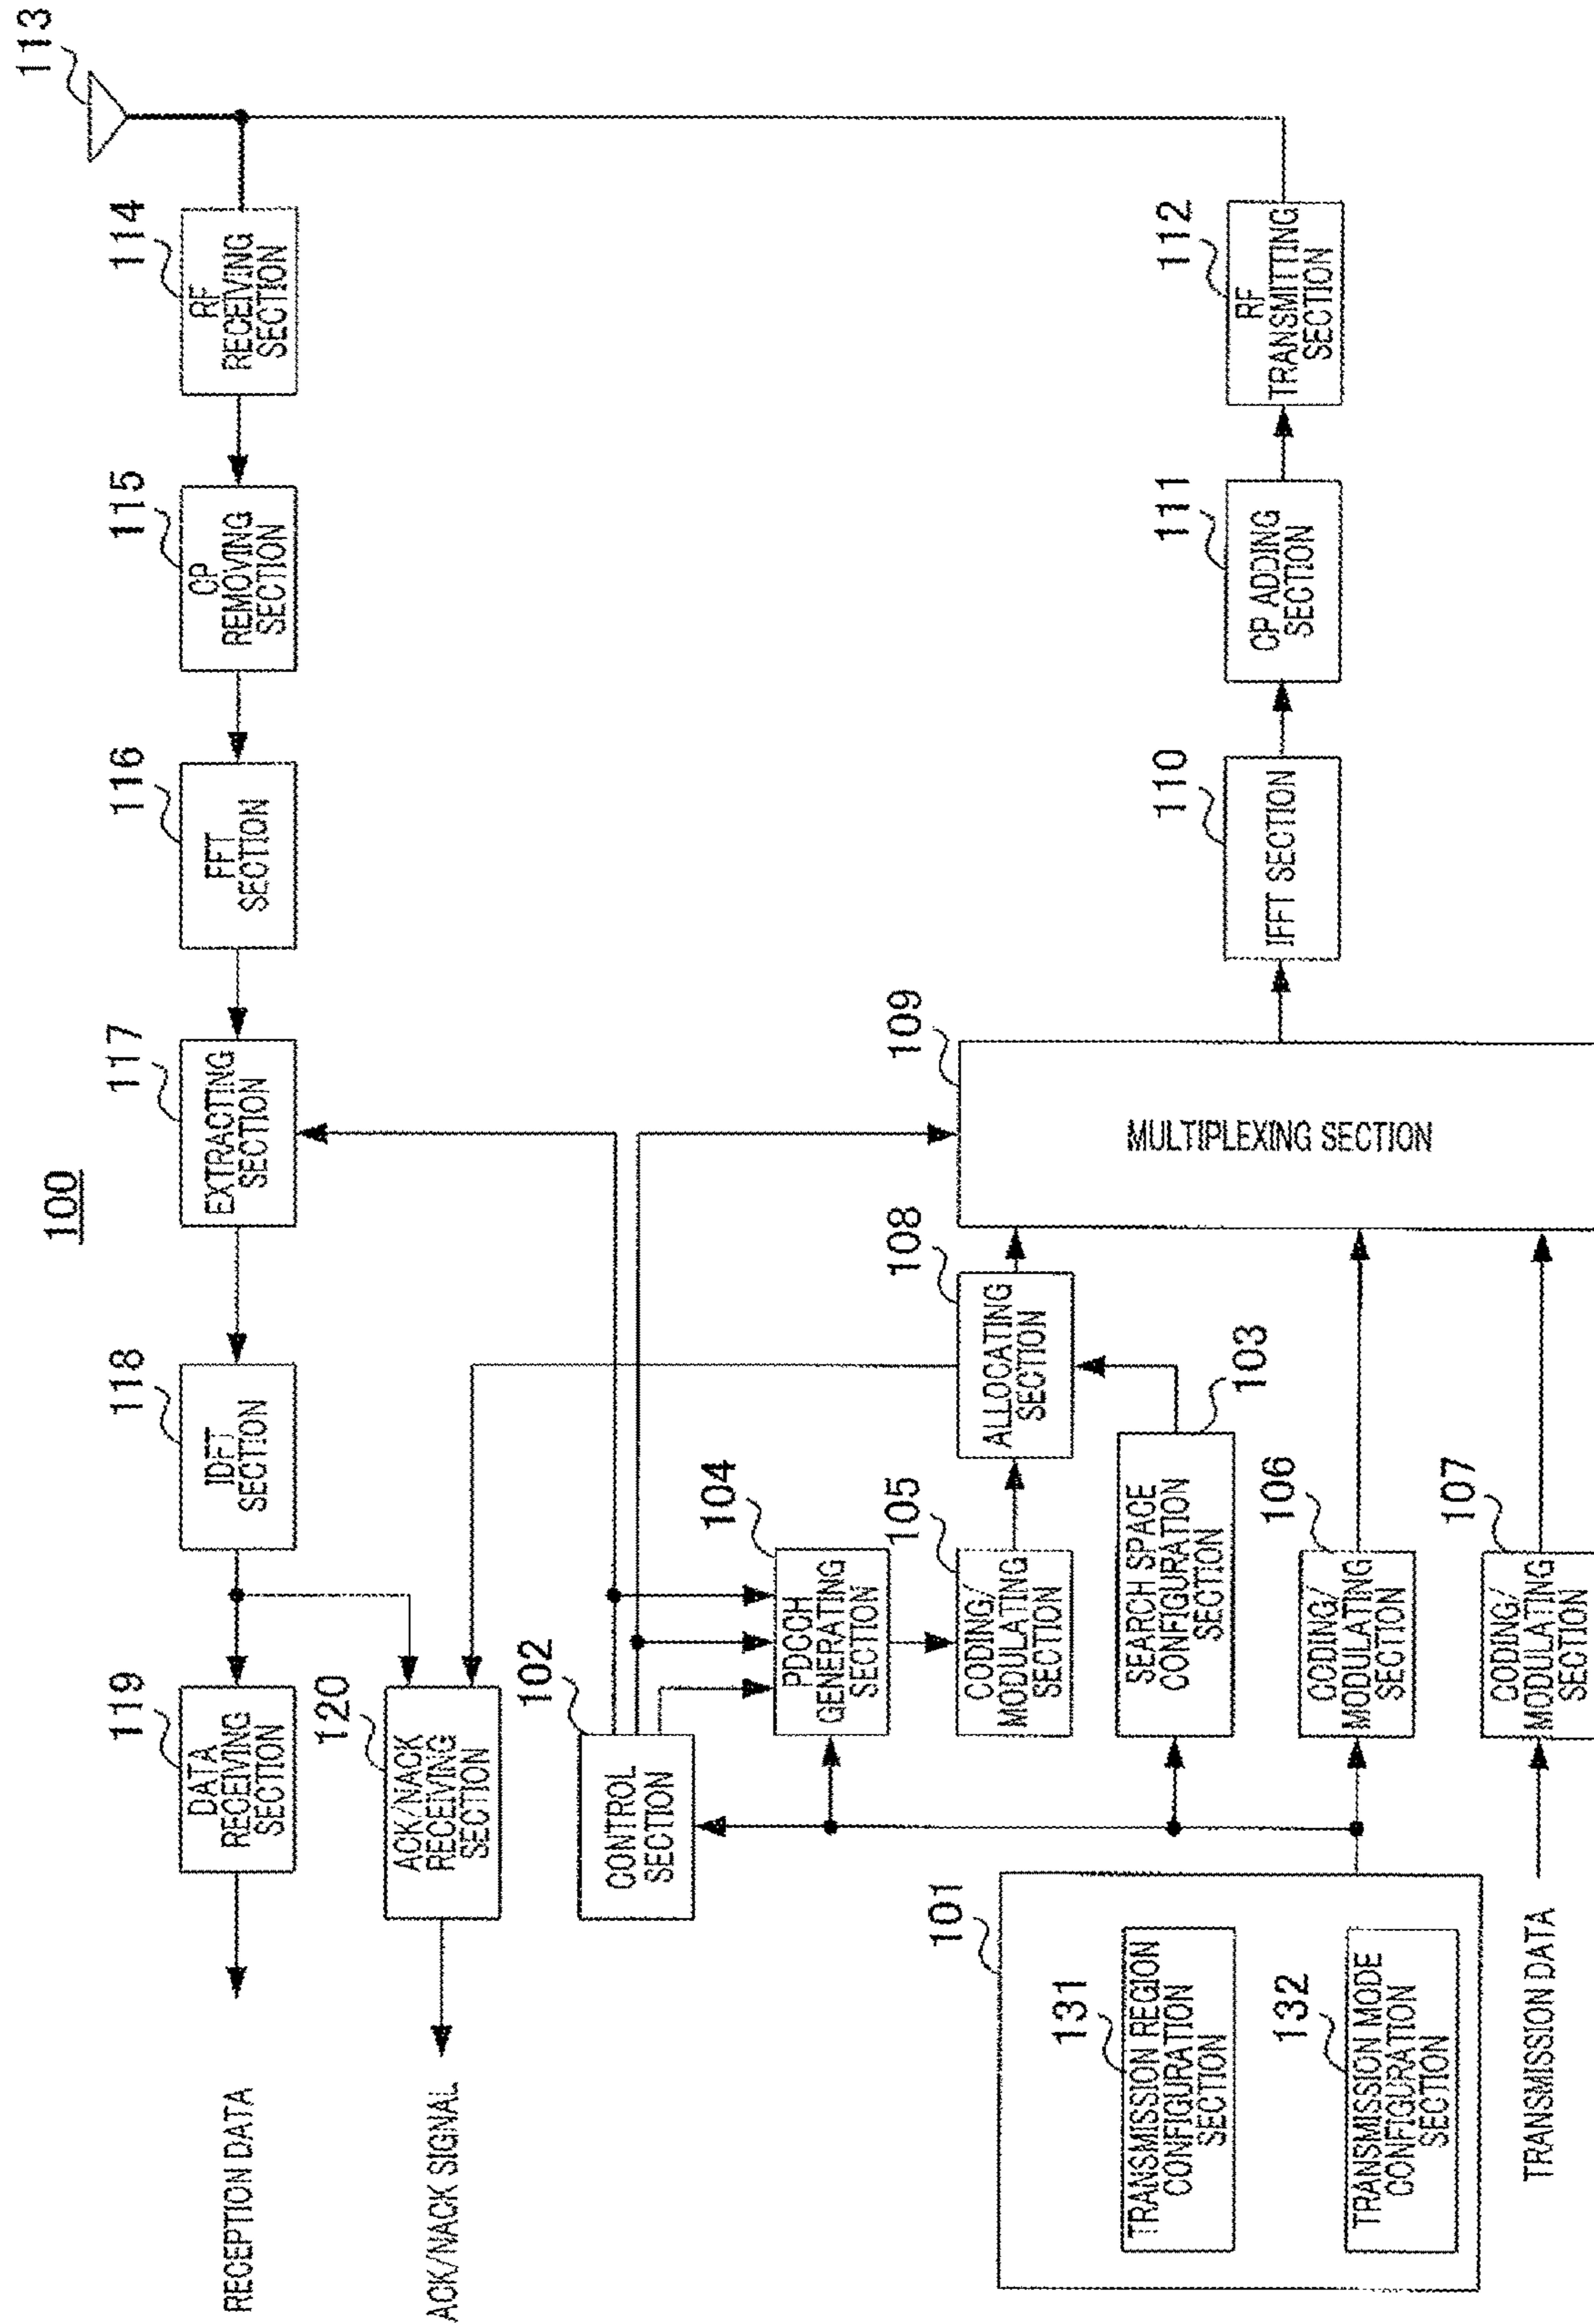 100
113
RECEPTION DATA
119
DATA
RECEIVING
SECTION
118
IDFT
SECTION
117
EXTRACTING
SECTION
116
FFT
SECTION
115
CP
REMOVING
SECTION
114
RF
RECEIVING
SECTION
ACK/NACK SIGNAL
120
ACK/NACK
RECEIVING
SECTION
102
CONTROL
SECTION
104
PDCCH
GENERATING
SECTION
105
CODING/
MODULATING
SECTION
108
ALLOCATING
SECTION
109
MULTIPLEXING SECTION
110
IFFT SECTION
111
CP ADDING
SECTION
112
RF
TRANSMITTING
SECTION
101
131
TRANSMISSION REGION
CONFIGURATION
SECTION
132
TRANSMISSION MODE
CONFIGURATION
SECTION
SEARCH SPACE
CONFIGURATION
SECTION
103
106
CODING/
MODULATING
SECTION
TRANSMISSION DATA
107
CODING/
MODULATING
SECTION